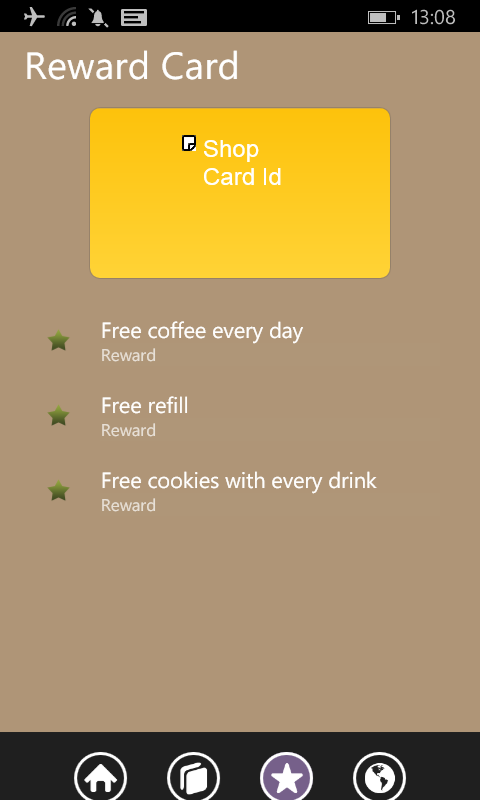 13:08
Reward Card
Shop
Card Id
Free coffee every day
Reward
Free refill
Reward
Free cookies with every drink
Reward